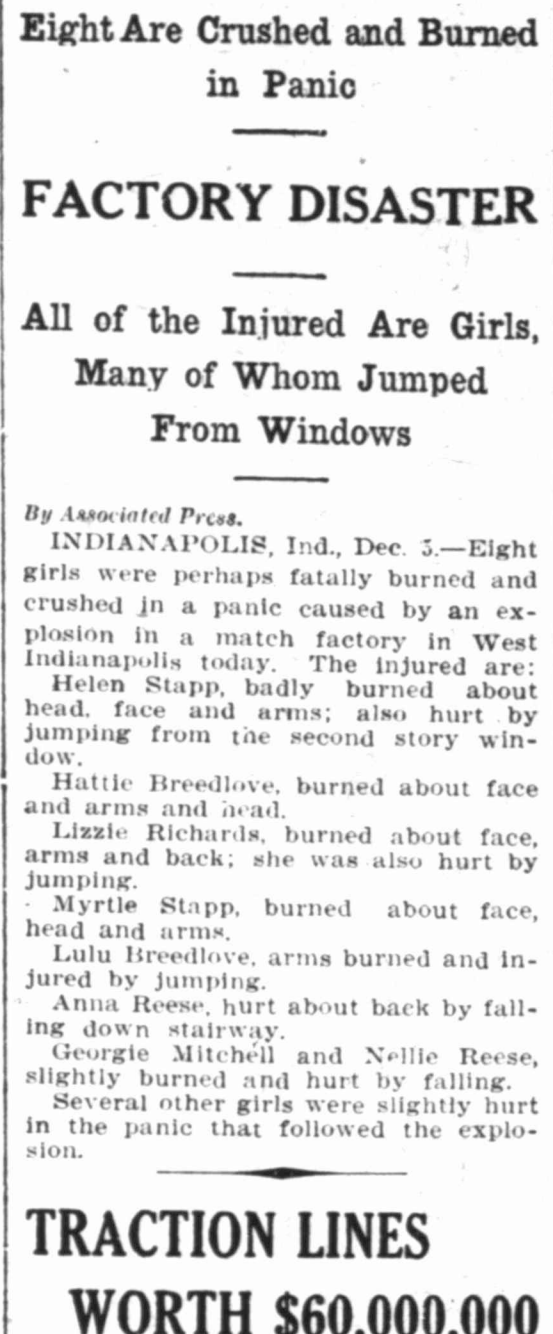 Eight Are Crushed and Burned
in Panic
FACTORY DISASTER
All of the Injured Are Girls,
Many of Whom Jumped
From Windows
By Associated Press.
INDIANAPOLIS, Ind., Dec. 3.—Eight
girls were perhaps fatally burned and
crushed in a panic caused by an ex-
plosion in a match factory in West
Indianapolis today. The injured are:
Helen Stapp, badly burned about
head, face and arms; also hurt by
jumping from the second story win-
dow.
Hattie Breedlove, burned about face
and arms and head.
Lizzie Richards, burned about face,
arms and back; she was also hurt by
jumping.
Myrtle Stapp, burned about face,
head and arms.
Lulu Breedlove, arms burned and in-
jured by jumping.
Anna Reese, hurt about back by fall-
ing down stairway.
Georgie Mitchell and Nellie Reese,
slightly burned and hurt by falling.
Several other girls were slightly hurt
in the panic that followed the explo-
sion.
TRACTION LINES
WORTH $60,000,000